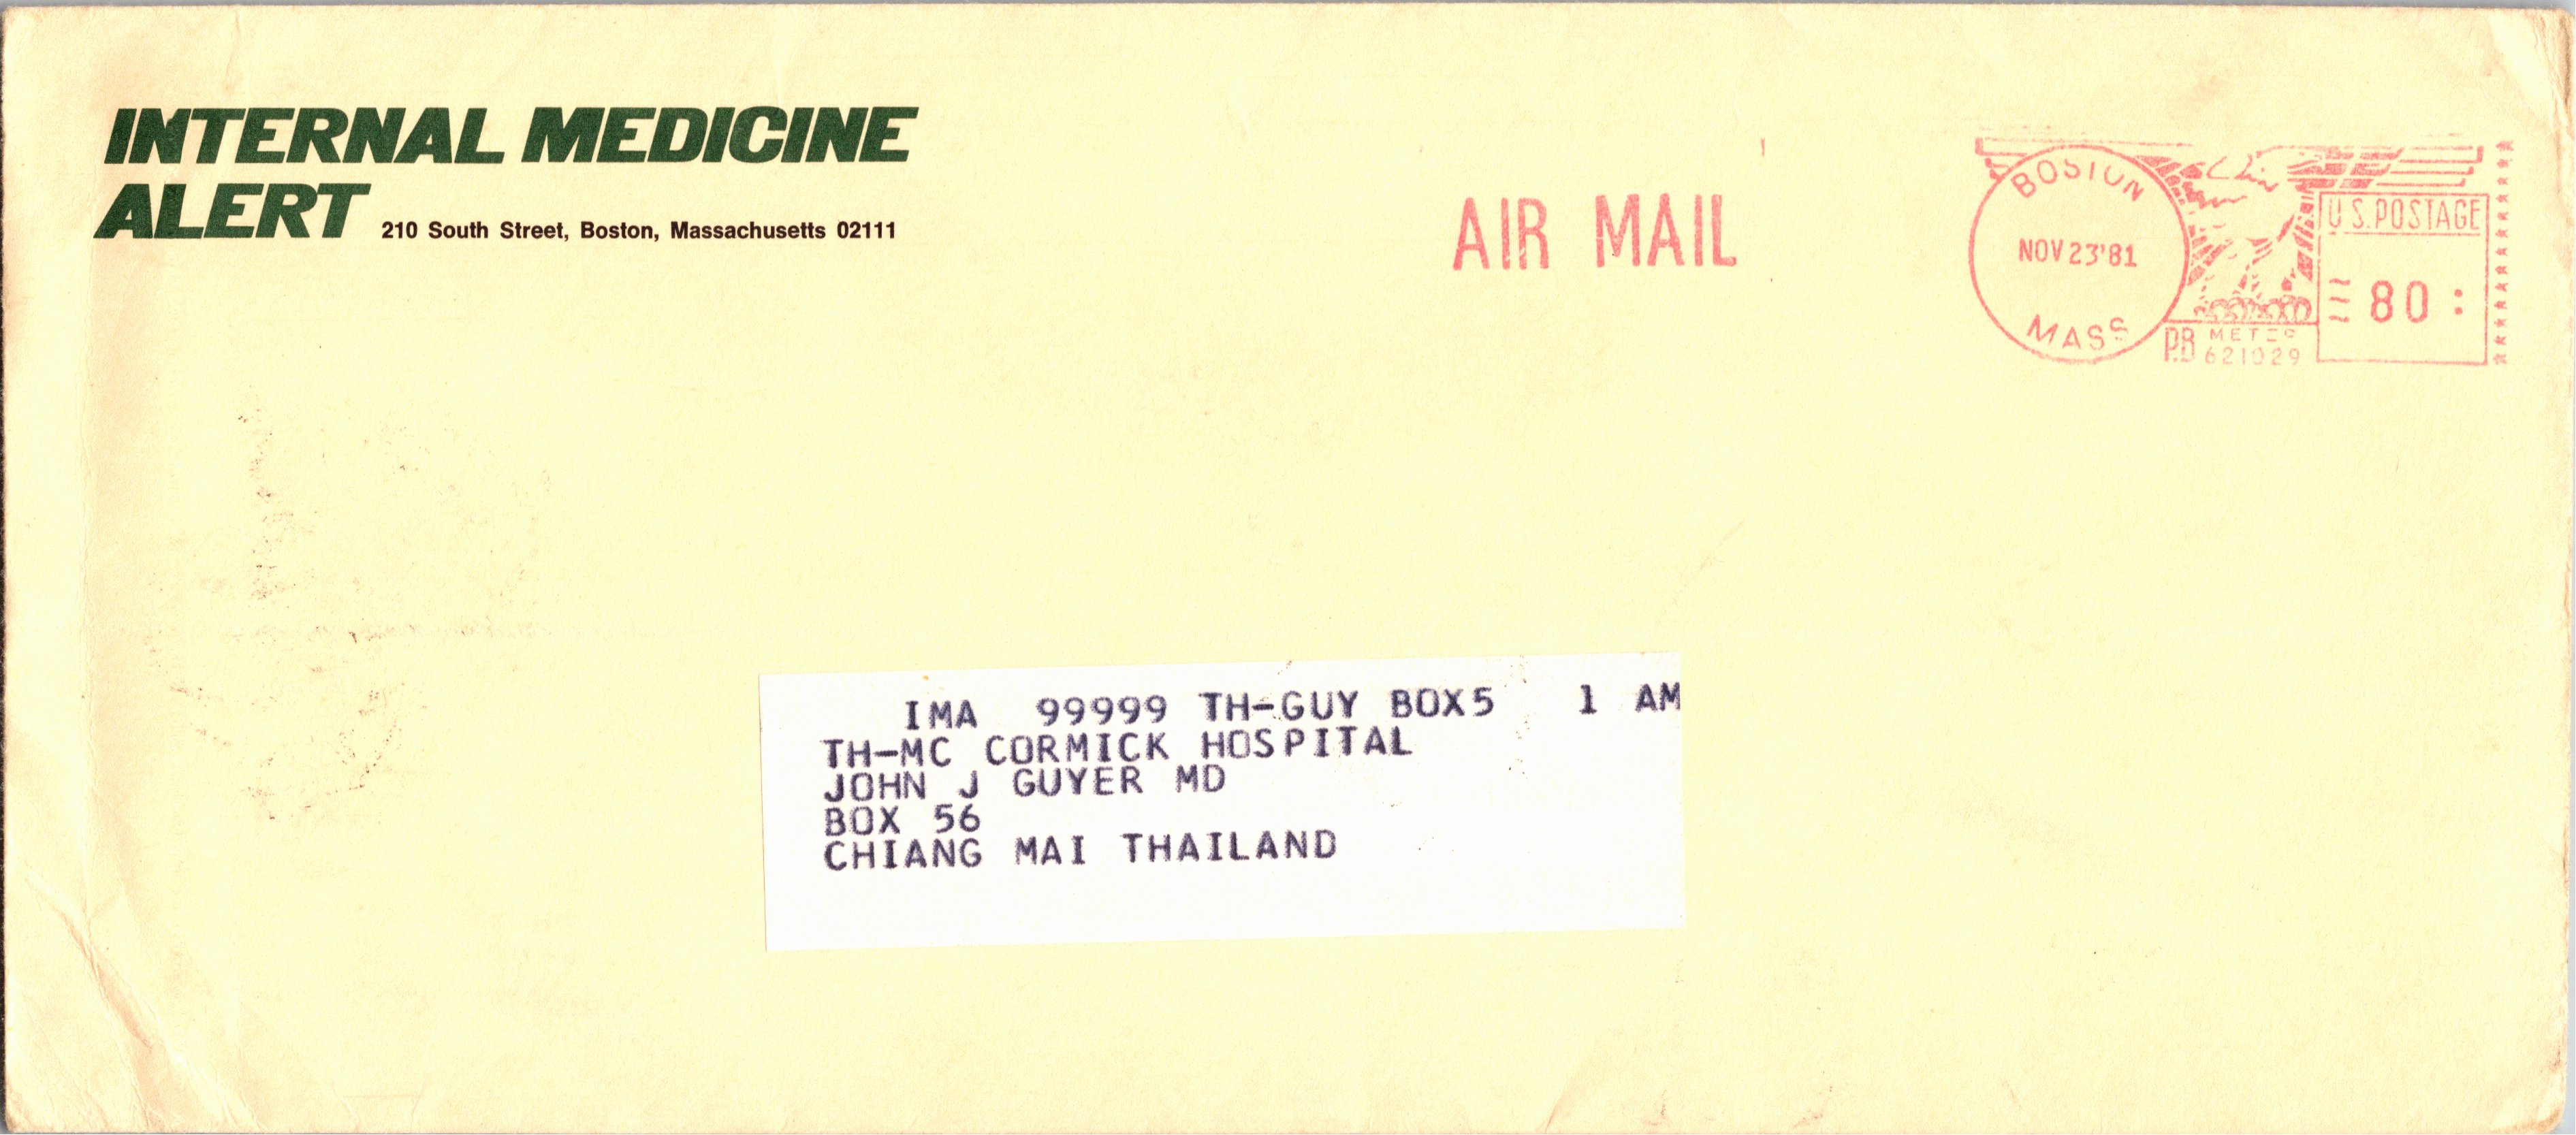 INTERNAL MEDICINE
ALERT 210 South Street, Boston, Massachusetts 02111
AIR MAIL
BOSTON
NOV 23'81
MASS
U.S. POSTAGE
80
P.B METER
621029
IMA 99999 TH-GUY BOX5 1 AM
TH-MC CORMICK HOSPITAL
JOHN J GUYER MD
BOX 56
CHIANG MAI THAILAND